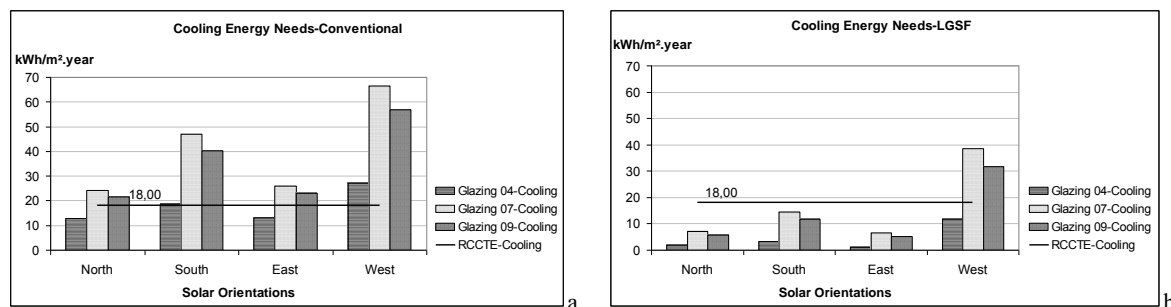 Cooling Energy Needs-Conventional
kWh/m².year
70
60
50
40
30
20
10
0
18,00
North South East West
Solar Orientations
Glazing 04-Cooling
Glazing 07-Cooling
Glazing 09-Cooling
RCCTE-Cooling
a
Cooling Energy Needs-LGSF
kWh/m².year
70
60
50
40
30
20
10
0
18,00
North South East West
Solar Orientations
Glazing 04-Cooling
Glazing 07-Cooling
Glazing 09-Cooling
RCCTE-Cooling
b